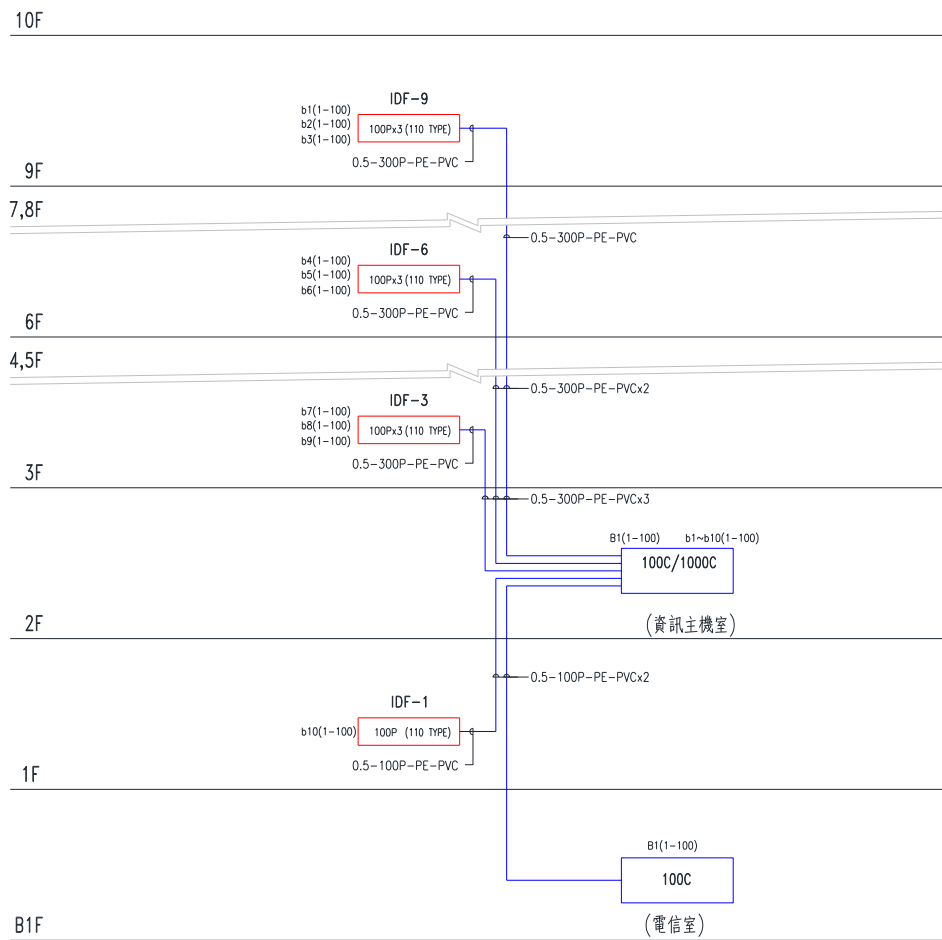 10F
IDF-9
b1(1-100)
b2(1-100)
b3(1-100)
100Px3 (110 TYPE)
0.5-300P-PE-PVC
9F
7,8F
0.5-300P-PE-PVC
IDF-6
b4(1-100)
b5(1-100)
b6(1-100)
100Px3 (110 TYPE)
0.5-300P-PE-PVC
6F
4,5F
0.5-300P-PE-PVCx2
IDF-3
b7(1-100)
b8(1-100)
b9(1-100)
100Px3 (110 TYPE)
0.5-300P-PE-PVC
3F
0.5-300P-PE-PVCx3
B1(1-100) b1~b10(1-100)
100C/1000C
(資訊主機室)
2F
0.5-100P-PE-PVCx2
IDF-1
b10(1-100)
100P (110 TYPE)
0.5-100P-PE-PVC
1F
B1(1-100)
100C
(電信室)
B1F